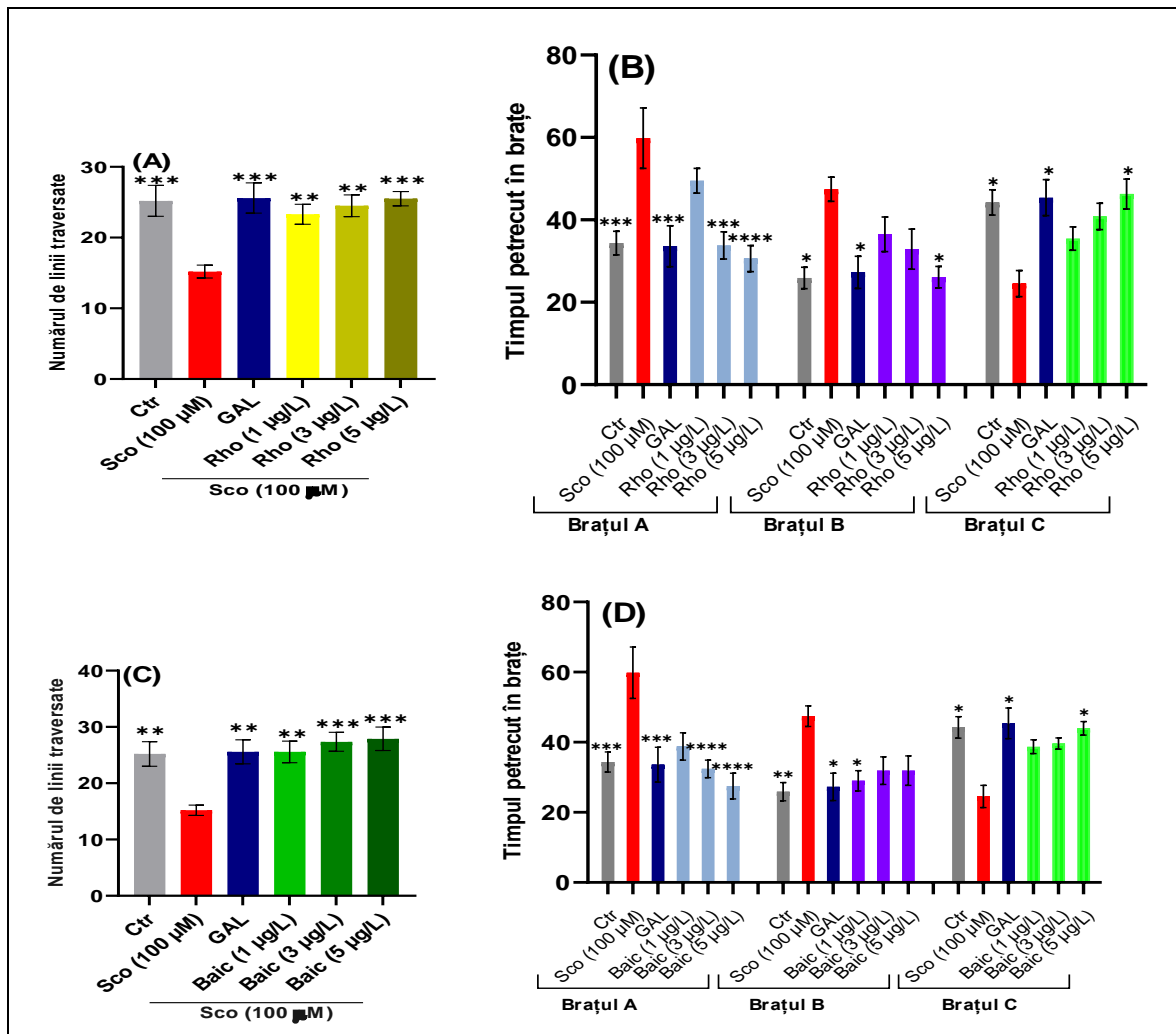 (A)
Numărul de linii traversate
30
20
10
0
*** *** ** ** ***
Ctr
Sco (100 µM)
GAL
Rho (1 µg/L)
Rho (3 µg/L)
Rho (5 µg/L)
Sco (100 µM)
(B)
Timpul petrecut în brațe
80
60
40
20
0
*** *** *** **** * * * * * *
Ctr
Sco (100 µM)
GAL
Rho (1 µg/L)
Rho (3 µg/L)
Rho (5 µg/L)
Ctr
Sco (100 µM)
GAL
Rho (1 µg/L)
Rho (3 µg/L)
Rho (5 µg/L)
Ctr
Sco (100 µM)
GAL
Rho (1 µg/L)
Rho (3 µg/L)
Rho (5 µg/L)
Brațul A Brațul B Brațul C
(C)
Numărul de linii traversate
40
30
20
10
0
** ** ** *** ***
Ctr
Sco (100 µM)
GAL
Baic (1 µg/L)
Baic (3 µg/L)
Baic (5 µg/L)
Sco (100 µM)
(D)
Timpul petrecut în brațe
80
60
40
20
0
*** *** **** **** ** * * * * *
Ctr
Sco (100 µM)
GAL
Baic (1 µg/L)
Baic (3 µg/L)
Baic (5 µg/L)
Ctr
Sco (100 µM)
GAL
Baic (1 µg/L)
Baic (3 µg/L)
Baic (5 µg/L)
Ctr
Sco (100 µM)
GAL
Baic (1 µg/L)
Baic (3 µg/L)
Baic (5 µg/L)
Brațul A Brațul B Brațul C